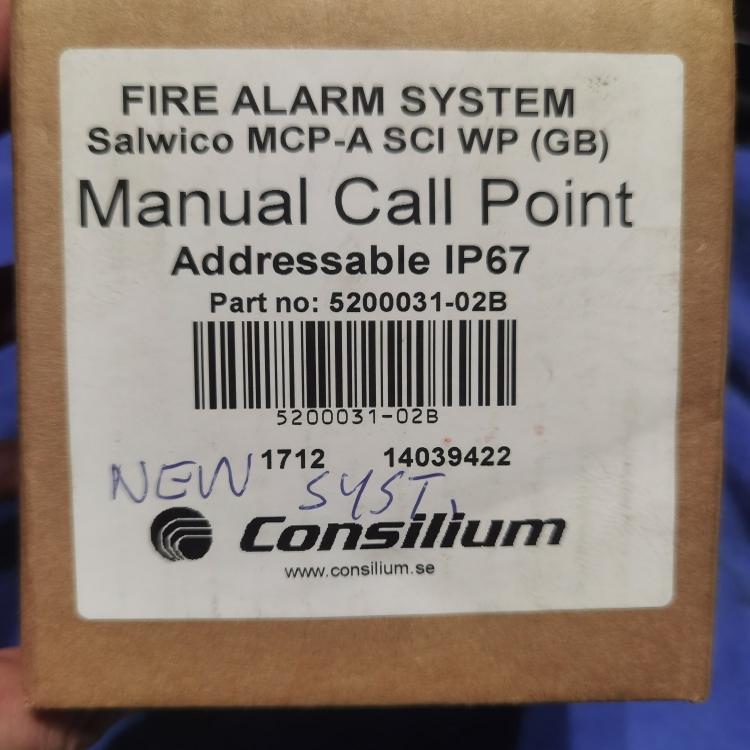 FIRE ALARM SYSTEM
Salwico MCP-A SCI WP (GB)
Manual Call Point
Addressable IP67
Part no: 5200031-02B
5200031-02B
1712 14039422
NEW SYST.
Consilium
www.consilium.se